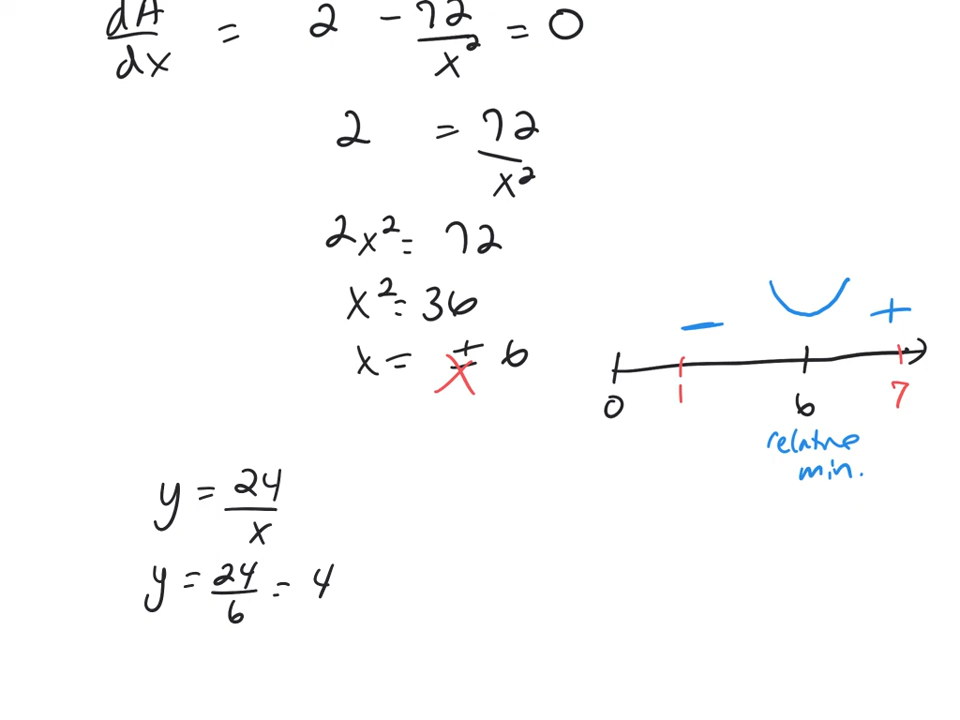 dA/dx = 2 - 72/x² = 0
2 = 72/x²
2x² = 72
x² = 36
x = ± 6
- +
0 1 6 7
relative
min.
y = 24/x
y = 24/6 = 4